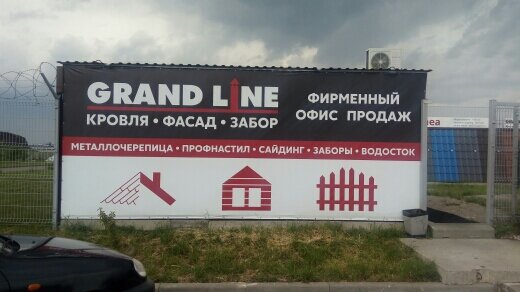 GRAND LINE
КРОВЛЯ • ФАСАД • ЗАБОР
ФИРМЕННЫЙ
ОФИС ПРОДАЖ
МЕТАЛЛОЧЕРЕПИЦА • ПРОФНАСТИЛ • САЙДИНГ • ЗАБОРЫ • ВОДОСТОК